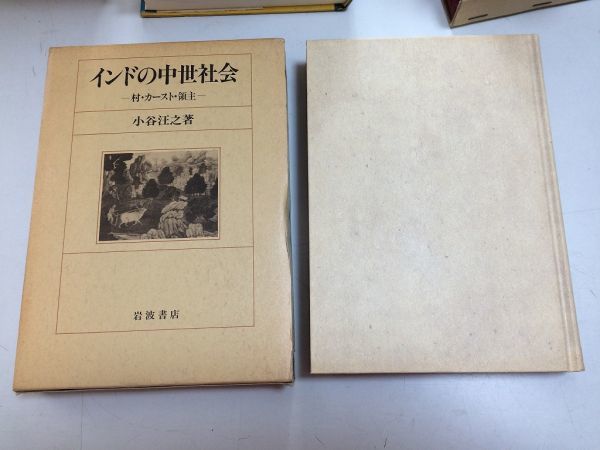 インドの中世社会
—村・カースト・領主—
小谷汪之著
岩波書店